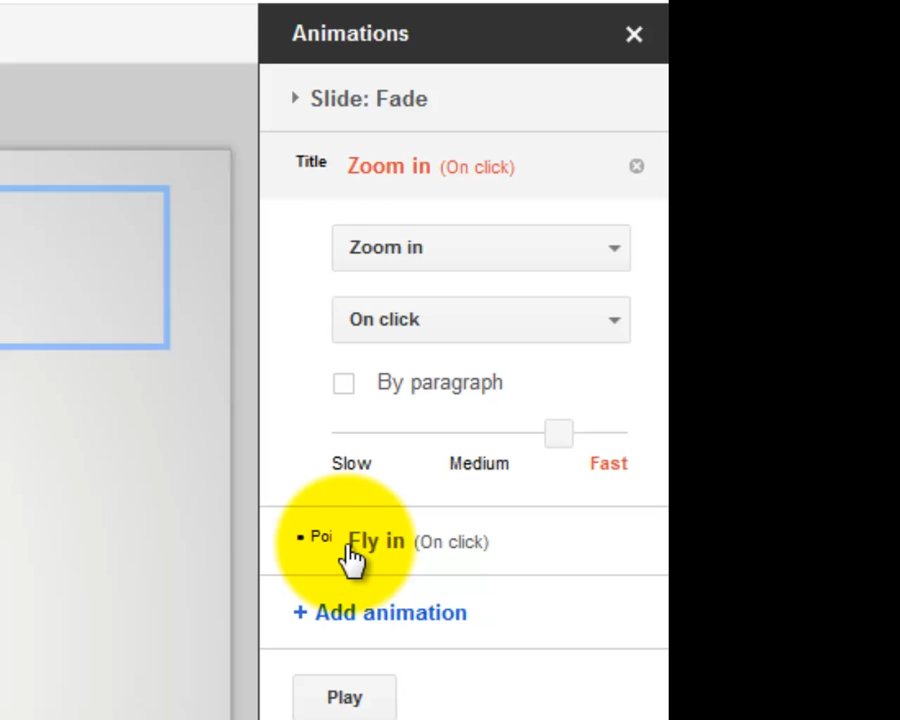 Animations
Slide: Fade
Title Zoom in (On click)
Zoom in
On click
By paragraph
Slow Medium Fast
▪ Poi Fly in (On click)
+ Add animation
Play